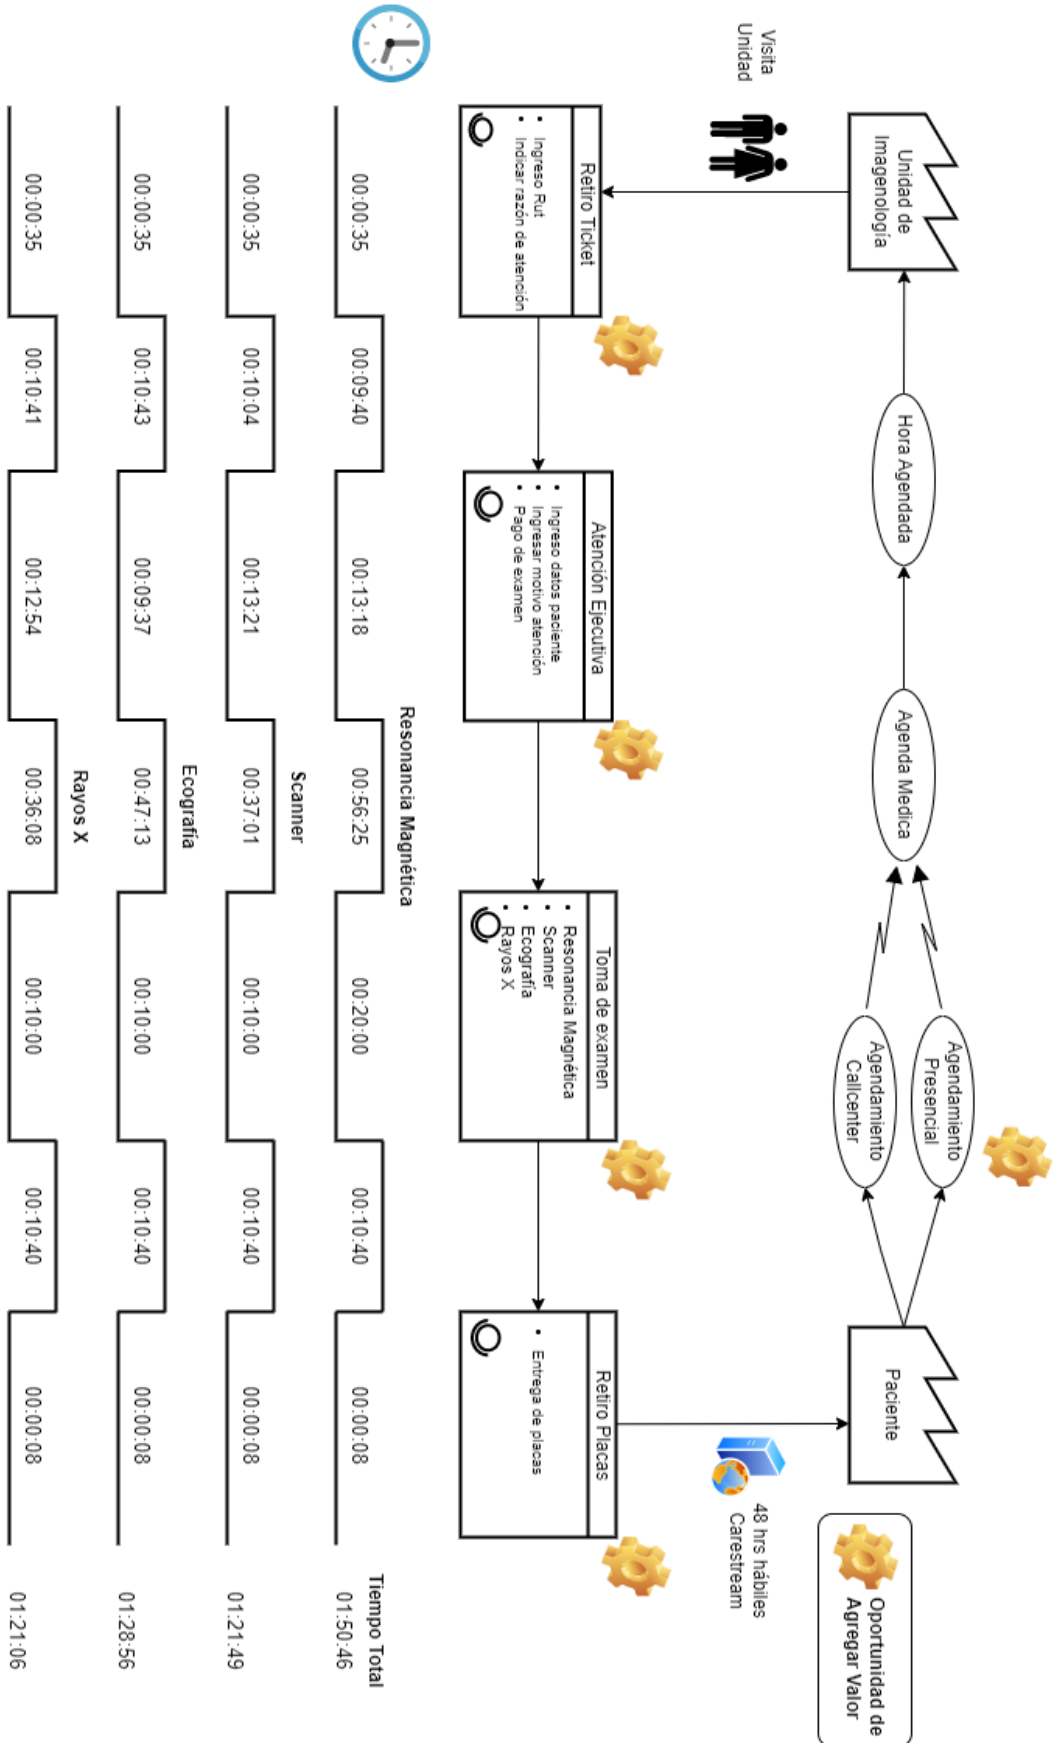 Unidad de
Imagenología
Hora Agendada
Agenda Medica
Agendamiento
Presencial
Agendamiento
Callcenter
Paciente
Oportunidad de
Agregar Valor
Visita
Unidad
48 hrs hábiles
Carestream
Retiro Ticket
Ingreso Rut
Indicar razón de atención
Atención Ejecutiva
Ingreso datos paciente
Ingresar motivo atención
Pago de examen
Toma de examen
Resonancia Magnética
Scanner
Ecografía
Rayos X
Retiro Placas
Entrega de placas
Resonancia Magnética
Tiempo Total
00:00:35 00:09:40 00:13:18 00:56:25 00:20:00 00:10:40 00:00:08 01:50:46
Scanner
00:00:35 00:10:04 00:13:21 00:37:01 00:10:00 00:10:40 00:00:08 01:21:49
Ecografía
00:00:35 00:10:43 00:09:37 00:47:13 00:10:00 00:10:40 00:00:08 01:28:56
Rayos X
00:00:35 00:10:41 00:12:54 00:36:08 00:10:00 00:10:40 00:00:08 01:21:06